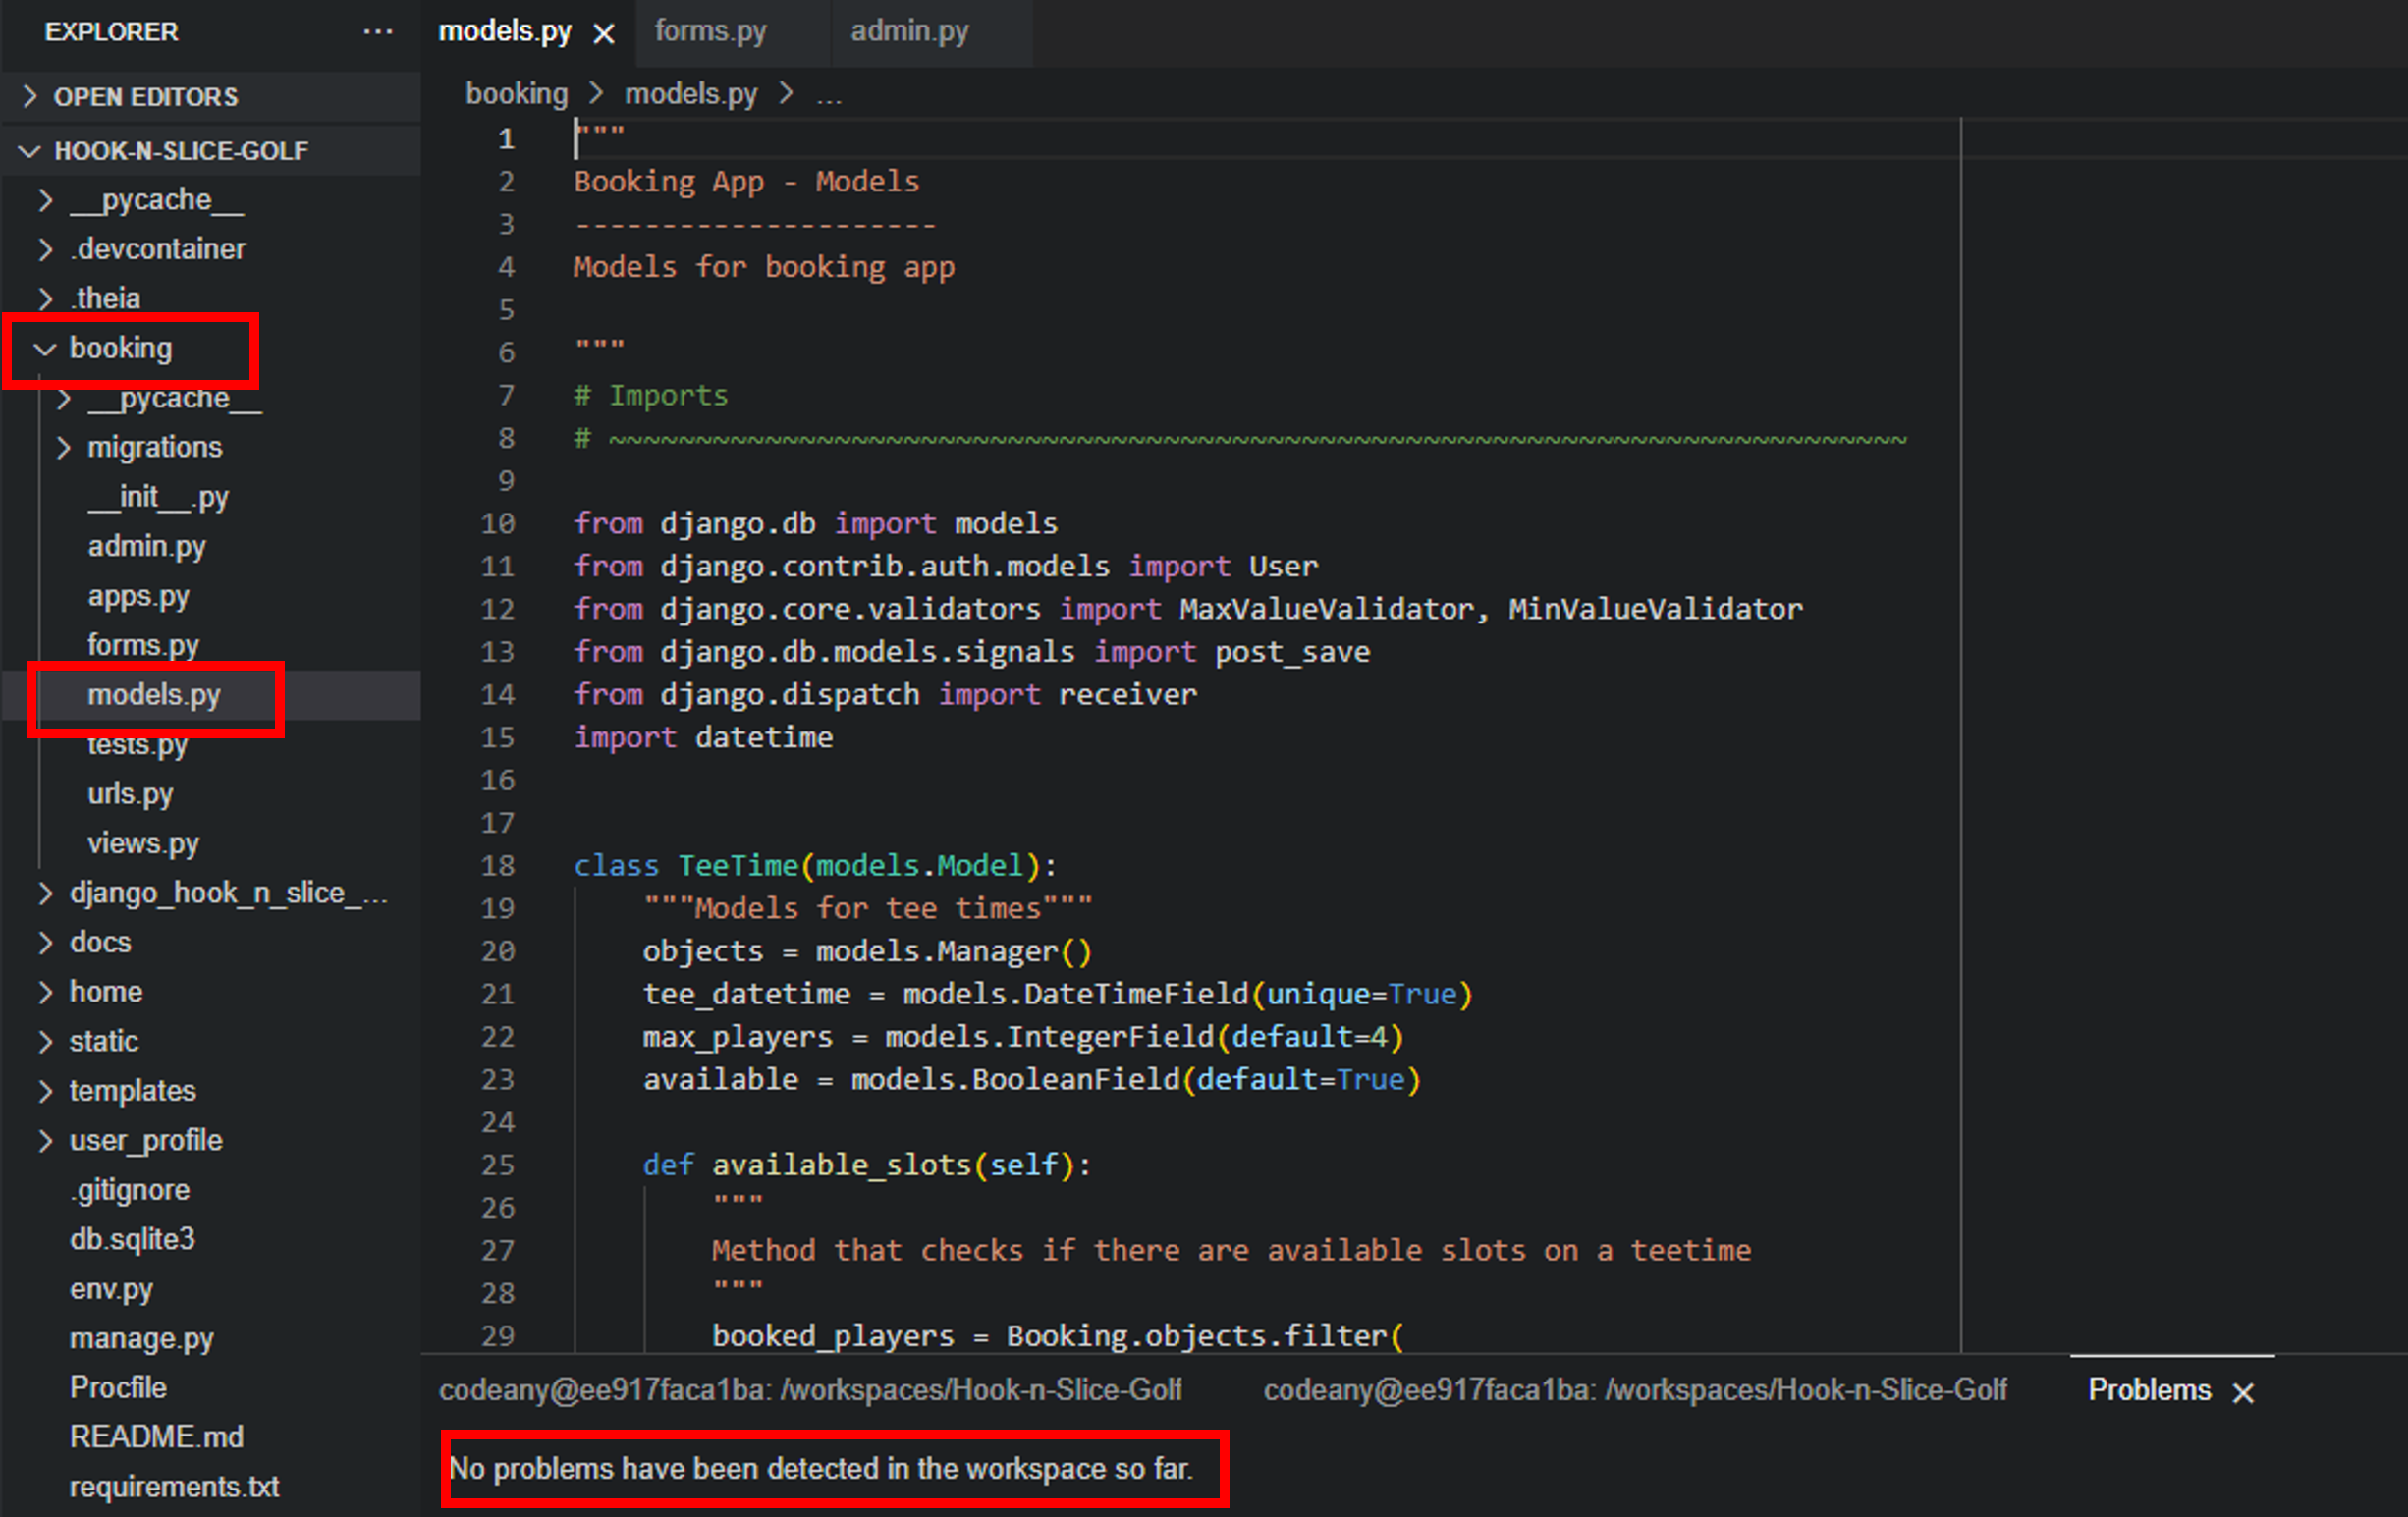 EXPLORER ...
OPEN EDITORS
HOOK-N-SLICE-GOLF
__pycache__
.devcontainer
.theia
booking
__pycache__
migrations
__init__.py
admin.py
apps.py
forms.py
models.py
tests.py
urls.py
views.py
django_hook_n_slice_...
docs
home
static
templates
user_profile
.gitignore
db.sqlite3
env.py
manage.py
Procfile
README.md
requirements.txt
models.py forms.py admin.py
booking > models.py > ...
1 """
2 Booking App - Models
3 ---------------------
4 Models for booking app
5
6 """
7 # Imports
8 # ~~~~~~~~~~~~~~~~~~~~~~~~~~~~~~~~~~~~~~~~~~~~~~~~~~~~~~~~~~~~~~~~~~~~~~~~~~~
9
10 from django.db import models
11 from django.contrib.auth.models import User
12 from django.core.validators import MaxValueValidator, MinValueValidator
13 from django.db.models.signals import post_save
14 from django.dispatch import receiver
15 import datetime
16
17
18 class TeeTime(models.Model):
19     """Models for tee times"""
20     objects = models.Manager()
21     tee_datetime = models.DateTimeField(unique=True)
22     max_players = models.IntegerField(default=4)
23     available = models.BooleanField(default=True)
24
25     def available_slots(self):
26         """
27         Method that checks if there are available slots on a teetime
28         """
29         booked_players = Booking.objects.filter(
codeany@ee917faca1ba: /workspaces/Hook-n-Slice-Golf codeany@ee917faca1ba: /workspaces/Hook-n-Slice-Golf Problems
No problems have been detected in the workspace so far.